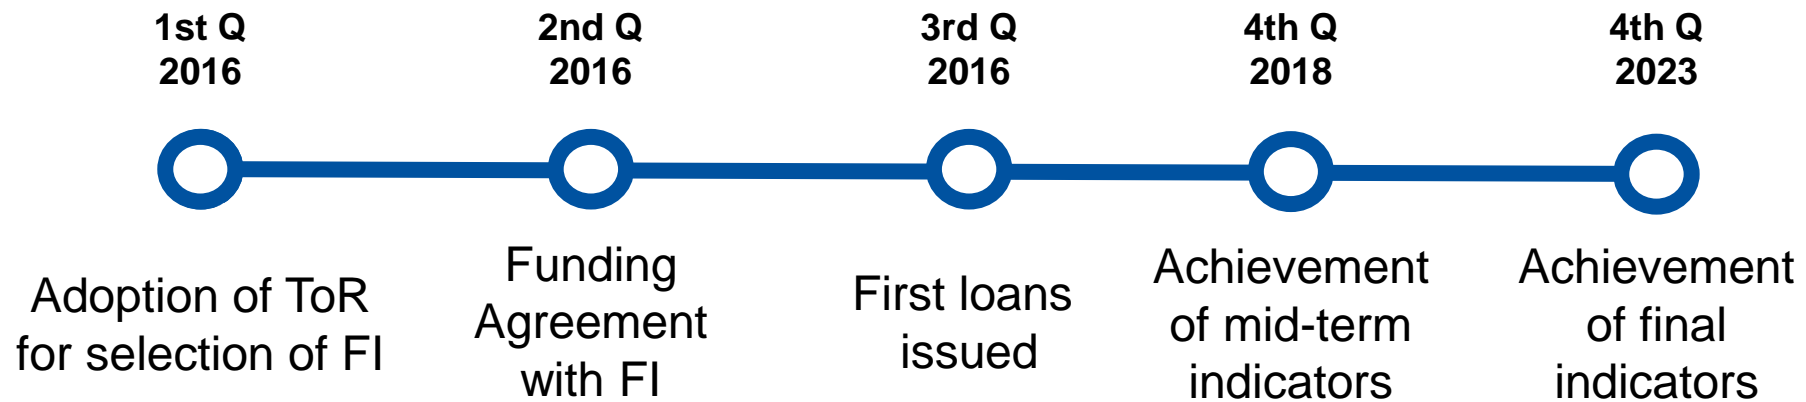 1st Q
2016
2nd Q
2016
3rd Q
2016
4th Q
2018
4th Q
2023
Adoption of ToR
for selection of FI
Funding
Agreement
with FI
First loans
issued
Achievement
of mid-term
indicators
Achievement
of final
indicators